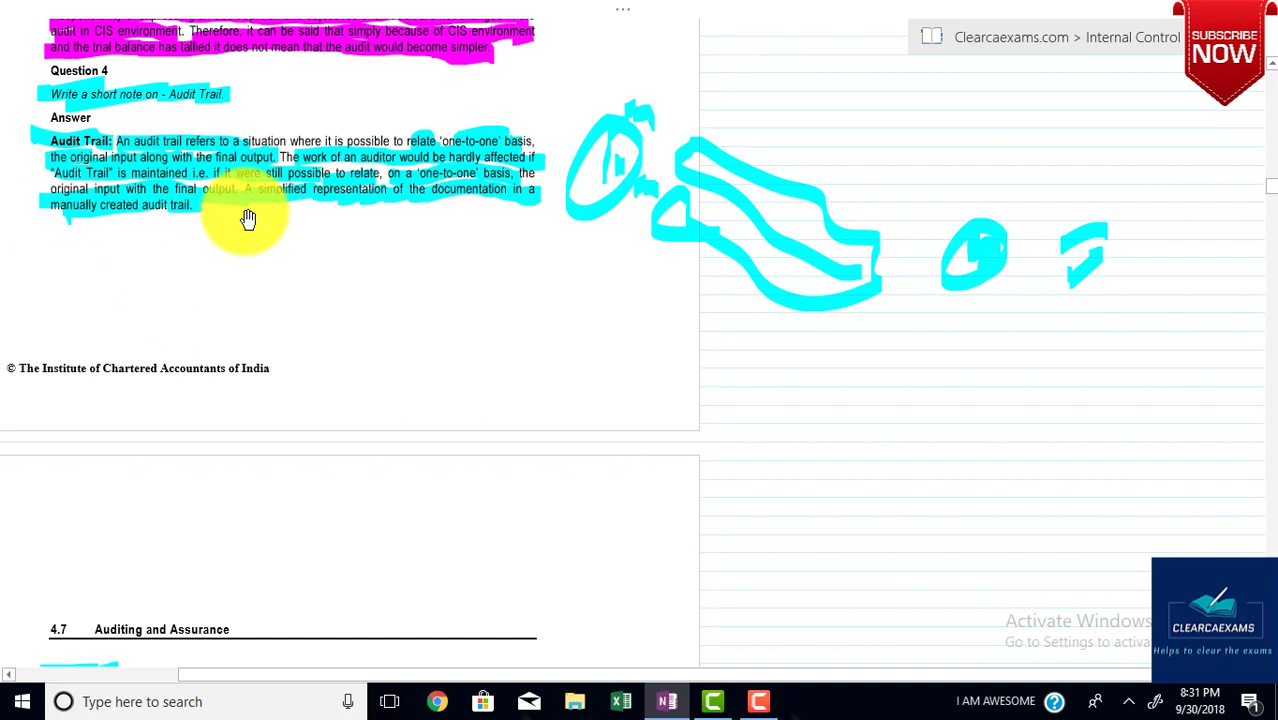 audit in CIS environment. Therefore, it can be said that simply because of CIS environment
and the trial balance has tallied it does not mean that the audit would become simpler.
Question 4
Write a short note on - Audit Trail.
Answer
Audit Trail: An audit trail refers to a situation where it is possible to relate ‘one-to-one’ basis,
the original input along with the final output. The work of an auditor would be hardly affected if
“Audit Trail” is maintained i.e. if it were still possible to relate, on a ‘one-to-one’ basis, the
original input with the final output. A simplified representation of the documentation in a
manually created audit trail.
© The Institute of Chartered Accountants of India
4.7 Auditing and Assurance
Clearcaexams.com > Internal Control
SUBSCRIBE
NOW
Activate Windows
Go to Settings to activa
CLEARCAEXAMS
Helps to clear the exams
Type here to search
I AM AWESOME
8:31 PM
9/30/2018
1